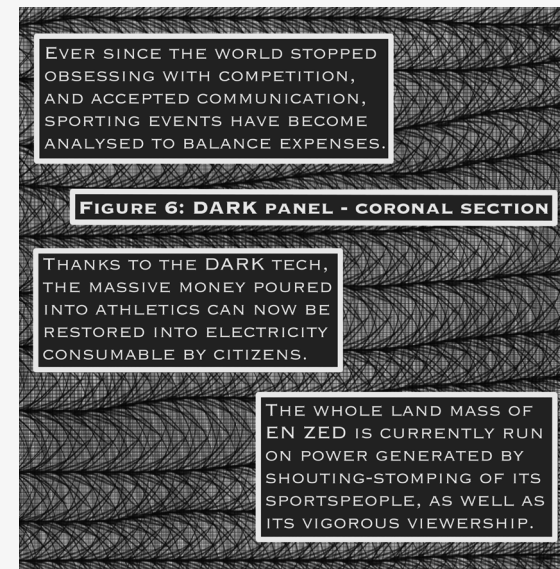 Ever since the world stopped
obsessing with competition,
and accepted communication,
sporting events have become
analysed to balance expenses.
Figure 6: DARK panel - coronal section
Thanks to the DARK tech,
the massive money poured
into athletics can now be
restored into electricity
consumable by citizens.
The whole land mass of
EN ZED is currently run
on power generated by
shouting-stomping of its
sportspeople, as well as
its vigorous viewership.